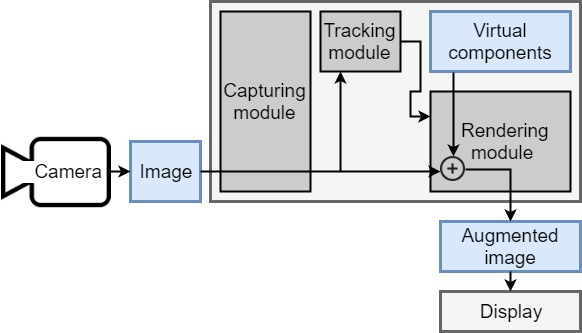 Tracking
module
Virtual
components
Capturing
module
Rendering
module
Camera
Image
Augmented
image
Display